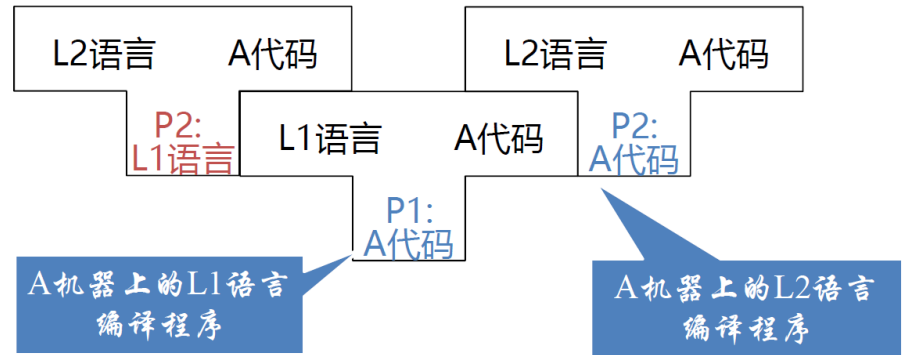 L2语言 A代码
L2语言 A代码
P2:
L1语言
L1语言 A代码
P2:
A代码
P1:
A代码
A机器上的L1语言
编译程序
A机器上的L2语言
编译程序